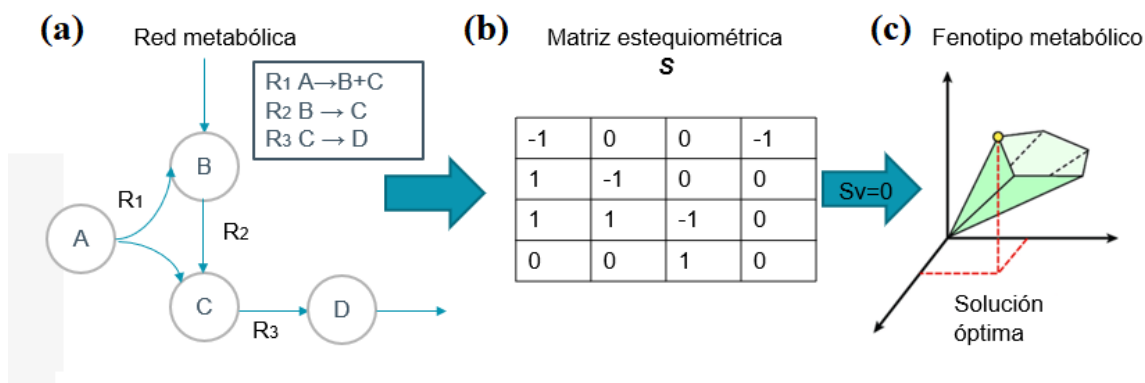 (a)
Red metabólica
R1 A→B+C
R2 B → C
R3 C → D
B
R1
A
R2
C
R3
D
(b)
Matriz estequiométrica
S
-1 0 0 -1
1 -1 0 0
1 1 -1 0
0 0 1 0
Sv=0
(c)
Fenotipo metabólico
Solución
óptima